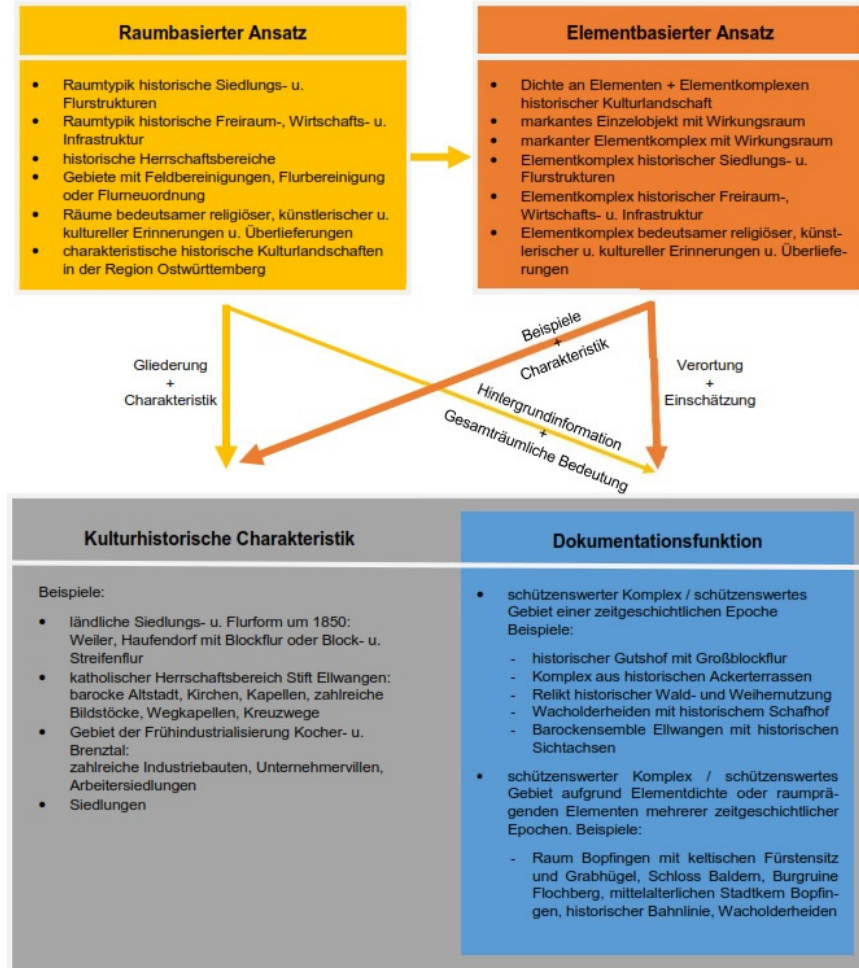 Raumbasierter Ansatz
• Raumtypik historische Siedlungs- u.
Flurstrukturen
• Raumtypik historische Freiraum-, Wirtschafts- u.
Infrastruktur
• historische Herrschaftsbereiche
• Gebiete mit Feldbereinigungen, Flurbereinigung
oder Flurneuordnung
• Räume bedeutsamer religiöser, künstlerischer u.
kultureller Erinnerungen u. Überlieferungen
• charakteristische historische Kulturlandschaften
in der Region Ostwürttemberg
Elementbasierter Ansatz
• Dichte an Elementen + Elementkomplexen
historischer Kulturlandschaft
• markantes Einzelobjekt mit Wirkungsraum
• markanter Elementkomplex mit Wirkungsraum
• Elementkomplex historischer Siedlungs- u.
Flurstrukturen
• Elementkomplex historischer Freiraum-,
Wirtschafts- u. Infrastruktur
• Elementkomplex bedeutsamer religiöser, künst-
lerischer u. kultureller Erinnerungen u. Überliefe-
rungen
Gliederung
+
Charakteristik
Beispiele
+
Charakteristik
Hintergrundinformation
+
Gesamträumliche Bedeutung
Verortung
+
Einschätzung
Kulturhistorische Charakteristik
Beispiele:
• ländliche Siedlungs- u. Flurform um 1850:
Weiler, Haufendorf mit Blockflur oder Block- u.
Streifenflur
• katholischer Herrschaftsbereich Stift Ellwangen:
barocke Altstadt, Kirchen, Kapellen, zahlreiche
Bildstöcke, Wegkapellen, Kreuzwege
• Gebiet der Frühindustrialisierung Kocher- u.
Brenztal:
zahlreiche Industriebauten, Unternehmervillen,
Arbeitersiedlungen
• Siedlungen
Dokumentationsfunktion
• schützenswerter Komplex / schützenswertes
Gebiet einer zeitgeschichtlichen Epoche
Beispiele:
- historischer Gutshof mit Großblockflur
- Komplex aus historischen Ackerterrassen
- Relikt historischer Wald- und Weihernutzung
- Wacholderheiden mit historischem Schafhof
- Barockensemble Ellwangen mit historischen
Sichtachsen
• schützenswerter Komplex / schützenswertes
Gebiet aufgrund Elementdichte oder raumprä-
genden Elementen mehrerer zeitgeschichtlicher
Epochen. Beispiele:
- Raum Bopfingen mit keltischen Fürstensitz
und Grabhügel, Schloss Baldern, Burgruine
Flochberg, mittelalterlichen Stadtkern Bopfin-
gen, historischer Bahnlinie, Wacholderheiden